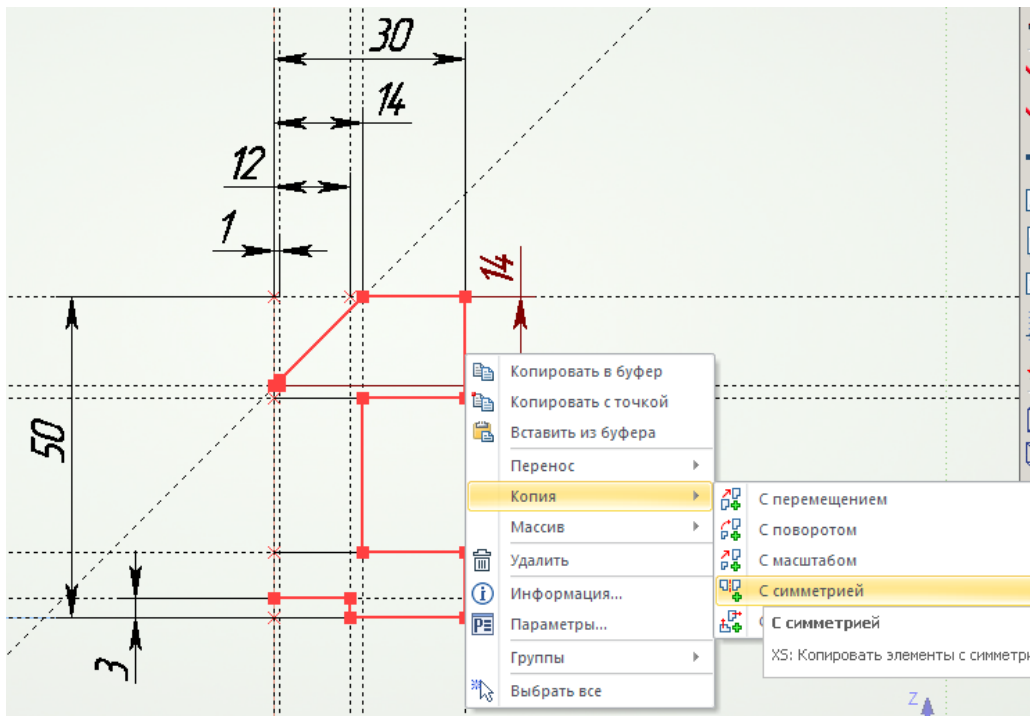 30
14
12
1
14
50
3
Копировать в буфер
Копировать с точкой
Вставить из буфера
Перенос
Копия
Массив
Удалить
Информация...
Параметры...
Группы
Выбрать все
С перемещением
С поворотом
С масштабом
С симметрией
С
С симметрией
XS: Копировать элементы с симметри
Z